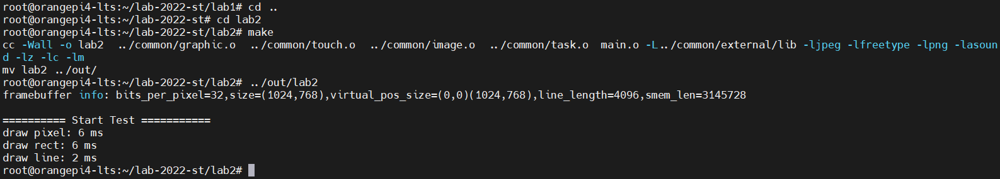 root@orangepi4-lts:~/lab-2022-st/lab1# cd ..
root@orangepi4-lts:~/lab-2022-st# cd lab2
root@orangepi4-lts:~/lab-2022-st/lab2# make
cc -Wall -o lab2  ../common/graphic.o  ../common/touch.o  ../common/image.o  ../common/task.o  main.o -L../common/external/lib -ljpeg -lfreetype -lpng -lasoun
d -lz -lc -lm
mv lab2 ../out/
root@orangepi4-lts:~/lab-2022-st/lab2# ../out/lab2
framebuffer info: bits_per_pixel=32,size=(1024,768),virtual_pos_size=(0,0)(1024,768),line_length=4096,smem_len=3145728
========== Start Test ===========
draw pixel: 6 ms
draw rect: 6 ms
draw line: 2 ms
root@orangepi4-lts:~/lab-2022-st/lab2#